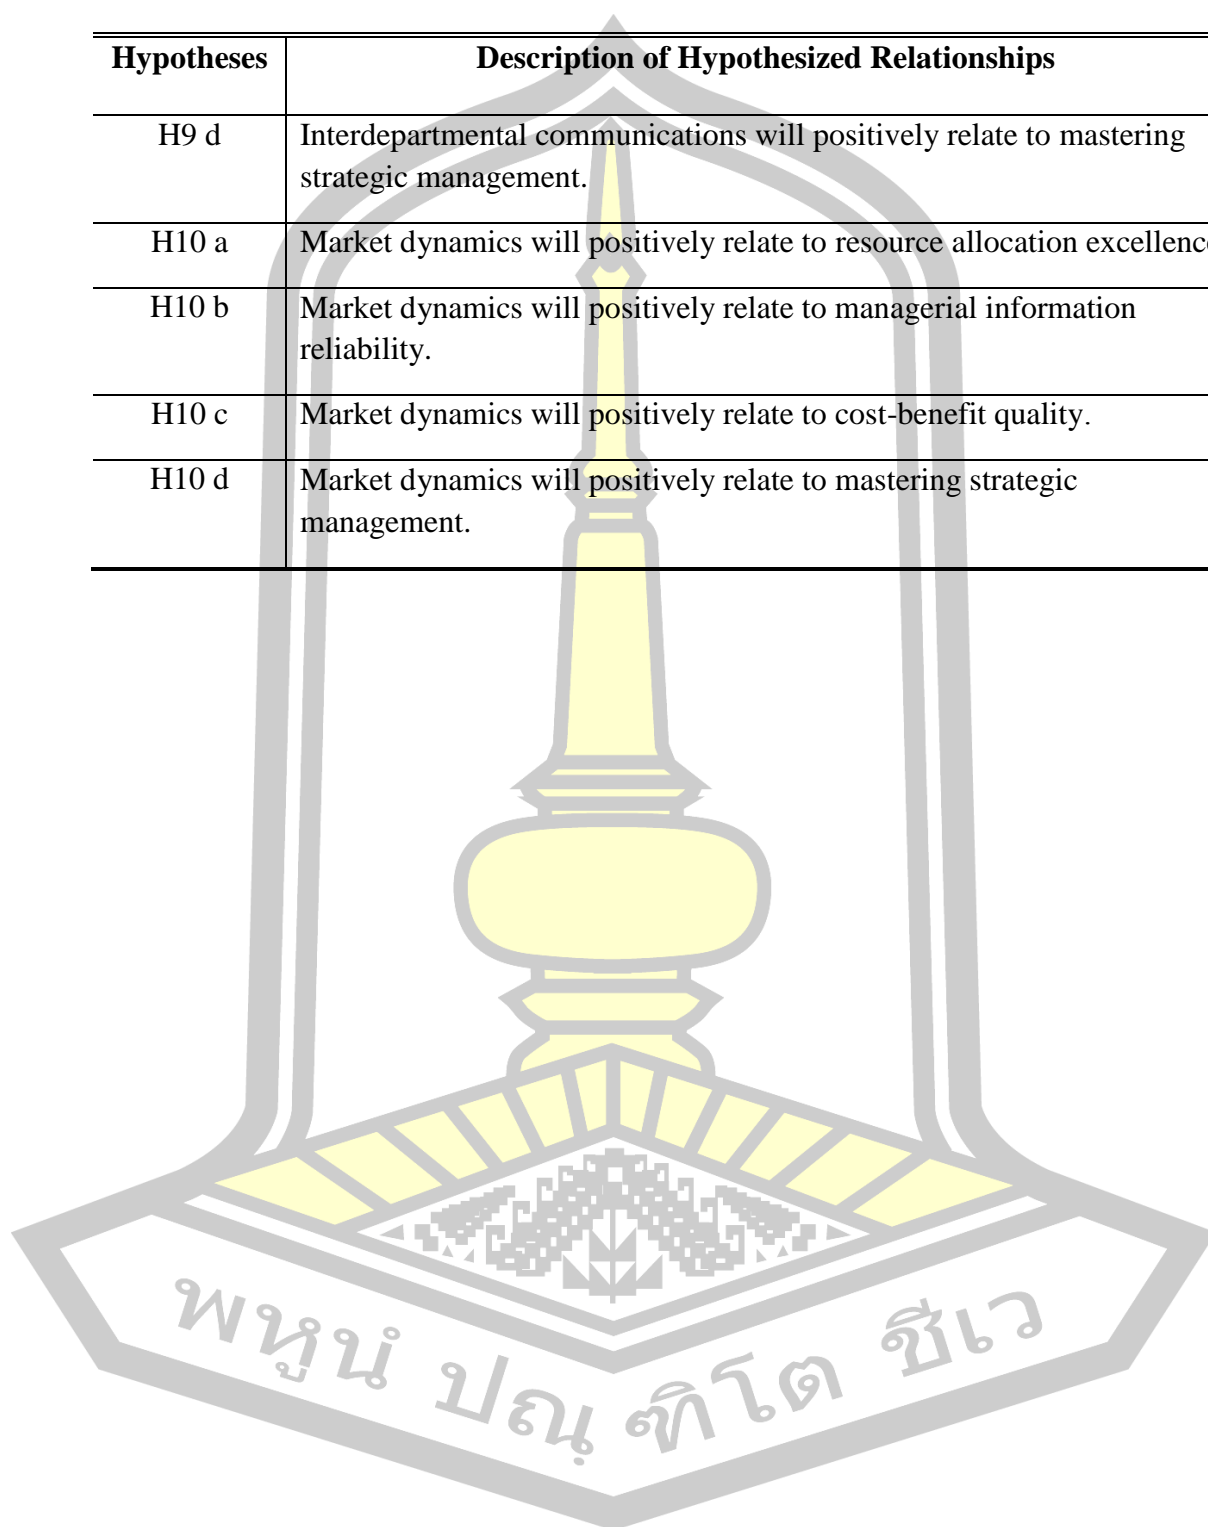 Hypotheses Description of Hypothesized Relationships
H9 d Interdepartmental communications will positively relate to mastering
strategic management.
H10 a Market dynamics will positively relate to resource allocation excellence
H10 b Market dynamics will positively relate to managerial information
reliability.
H10 c Market dynamics will positively relate to cost-benefit quality.
H10 d Market dynamics will positively relate to mastering strategic
management.
พหูนํ ปณฺฑิโต ชีเว